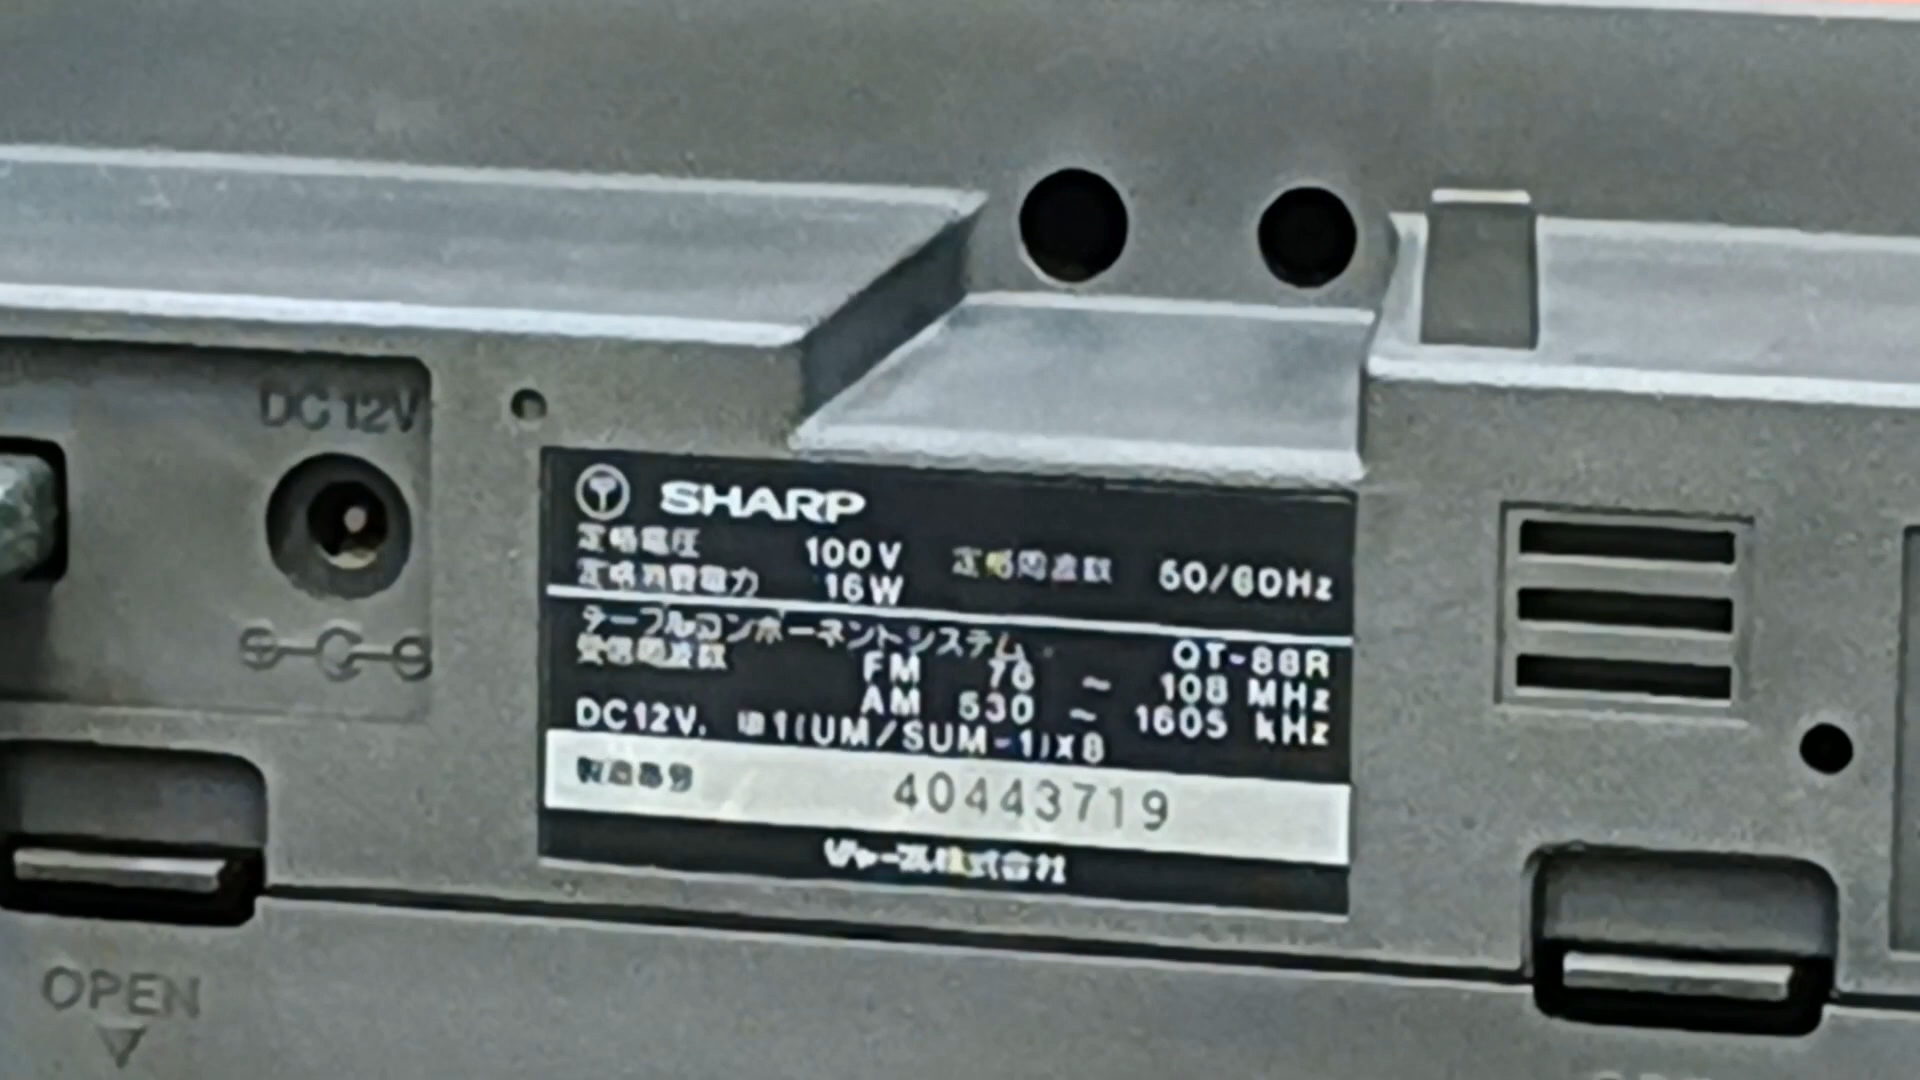 DC12V
SHARP
定格電圧 100V 定格周波数 50/60Hz
定格消費電力 16W
テープルコンポーネントシステム QT-88R
受信周波数 FM 76 ~ 108 MHz
AM 530 ~ 1605 kHz
DC12V. 1(UM/SUM-1)X8
製造番号 40443719
シャープ株式会社
OPEN